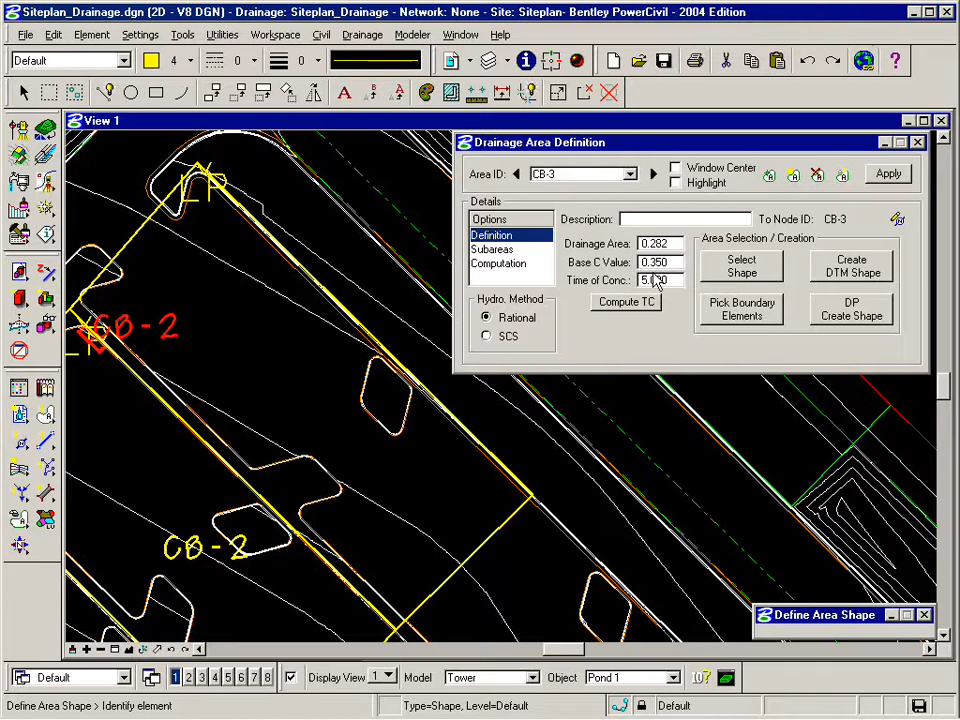 Siteplan_Drainage.dgn (2D - V8 DGN) - Drainage: Siteplan_Drainage - Network: None - Site: Siteplan- Bentley PowerCivil - 2004 Edition
File Edit Element Settings Tools Utilities Workspace Civil Drainage Modeler Window Help
Default 4 0 0
View 1
Drainage Area Definition
Area ID: CB-3 Window Center Highlight Apply
Details
Options
Definition
Subareas
Computation
Description: To Node ID: CB-3
Drainage Area: 0.282
Base C Value: 0.350
Time of Conc.:
Compute TC
Area Selection / Creation
Select Shape
Create DTM Shape
Pick Boundary Elements
DP Create Shape
Hydro. Method
Rational
SCS
CB-2
CB-2
Define Area Shape
Default 1 2 3 4 5 6 7 8 Display View 1 Model Tower Object Pond 1
Define Area Shape > Identify element Type=Shape, Level=Default Default